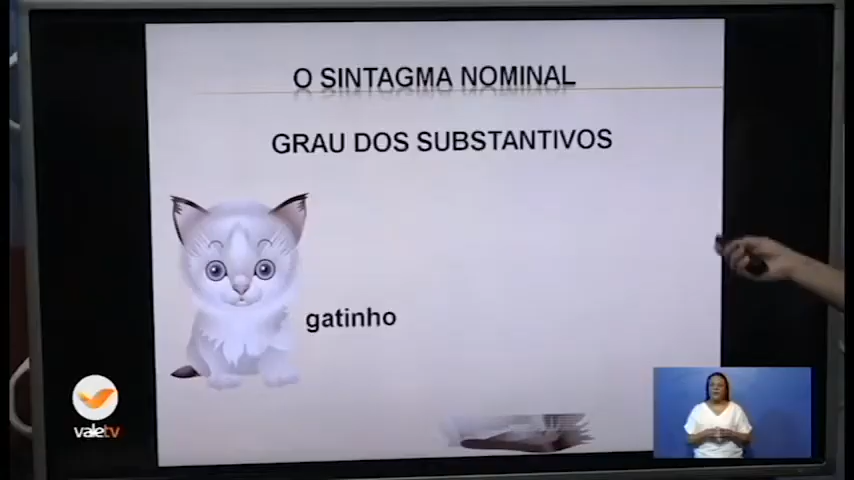 O SINTAGMA NOMINAL
GRAU DOS SUBSTANTIVOS
gatinho
valetv